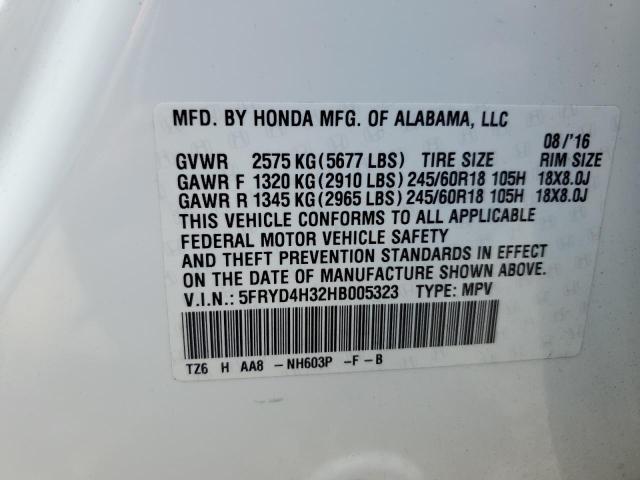 MFD. BY HONDA MFG. OF ALABAMA, LLC
08/'16
GVWR 2575 KG(5677 LBS) TIRE SIZE RIM SIZE
GAWR F 1320 KG(2910 LBS) 245/60R18 105H 18X8.0J
GAWR R 1345 KG(2965 LBS) 245/60R18 105H 18X8.0J
THIS VEHICLE CONFORMS TO ALL APPLICABLE
FEDERAL MOTOR VEHICLE SAFETY
AND THEFT PREVENTION STANDARDS IN EFFECT
ON THE DATE OF MANUFACTURE SHOWN ABOVE.
V.I.N.: 5FRYD4H32HB005323 TYPE: MPV
TZ6 H AA8 -NH603P -F-B